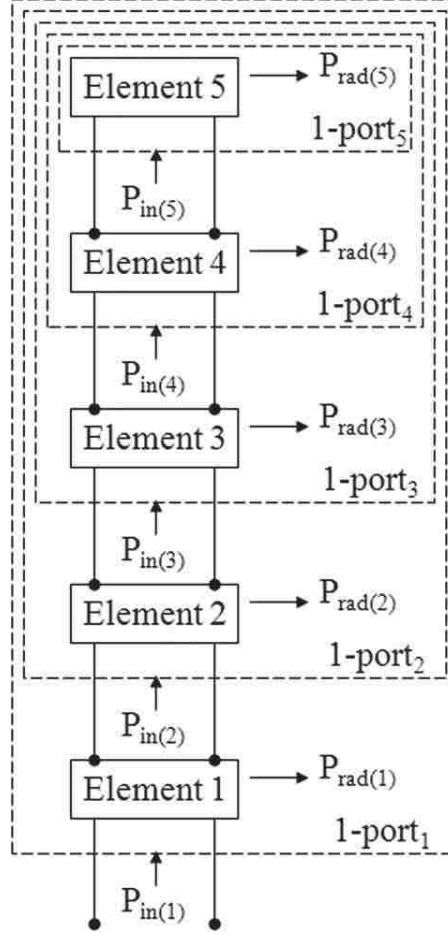 Element 5
P_rad(5)
1-port_5
P_in(5)
Element 4
P_rad(4)
1-port_4
P_in(4)
Element 3
P_rad(3)
1-port_3
P_in(3)
Element 2
P_rad(2)
1-port_2
P_in(2)
Element 1
P_rad(1)
1-port_1
P_in(1)